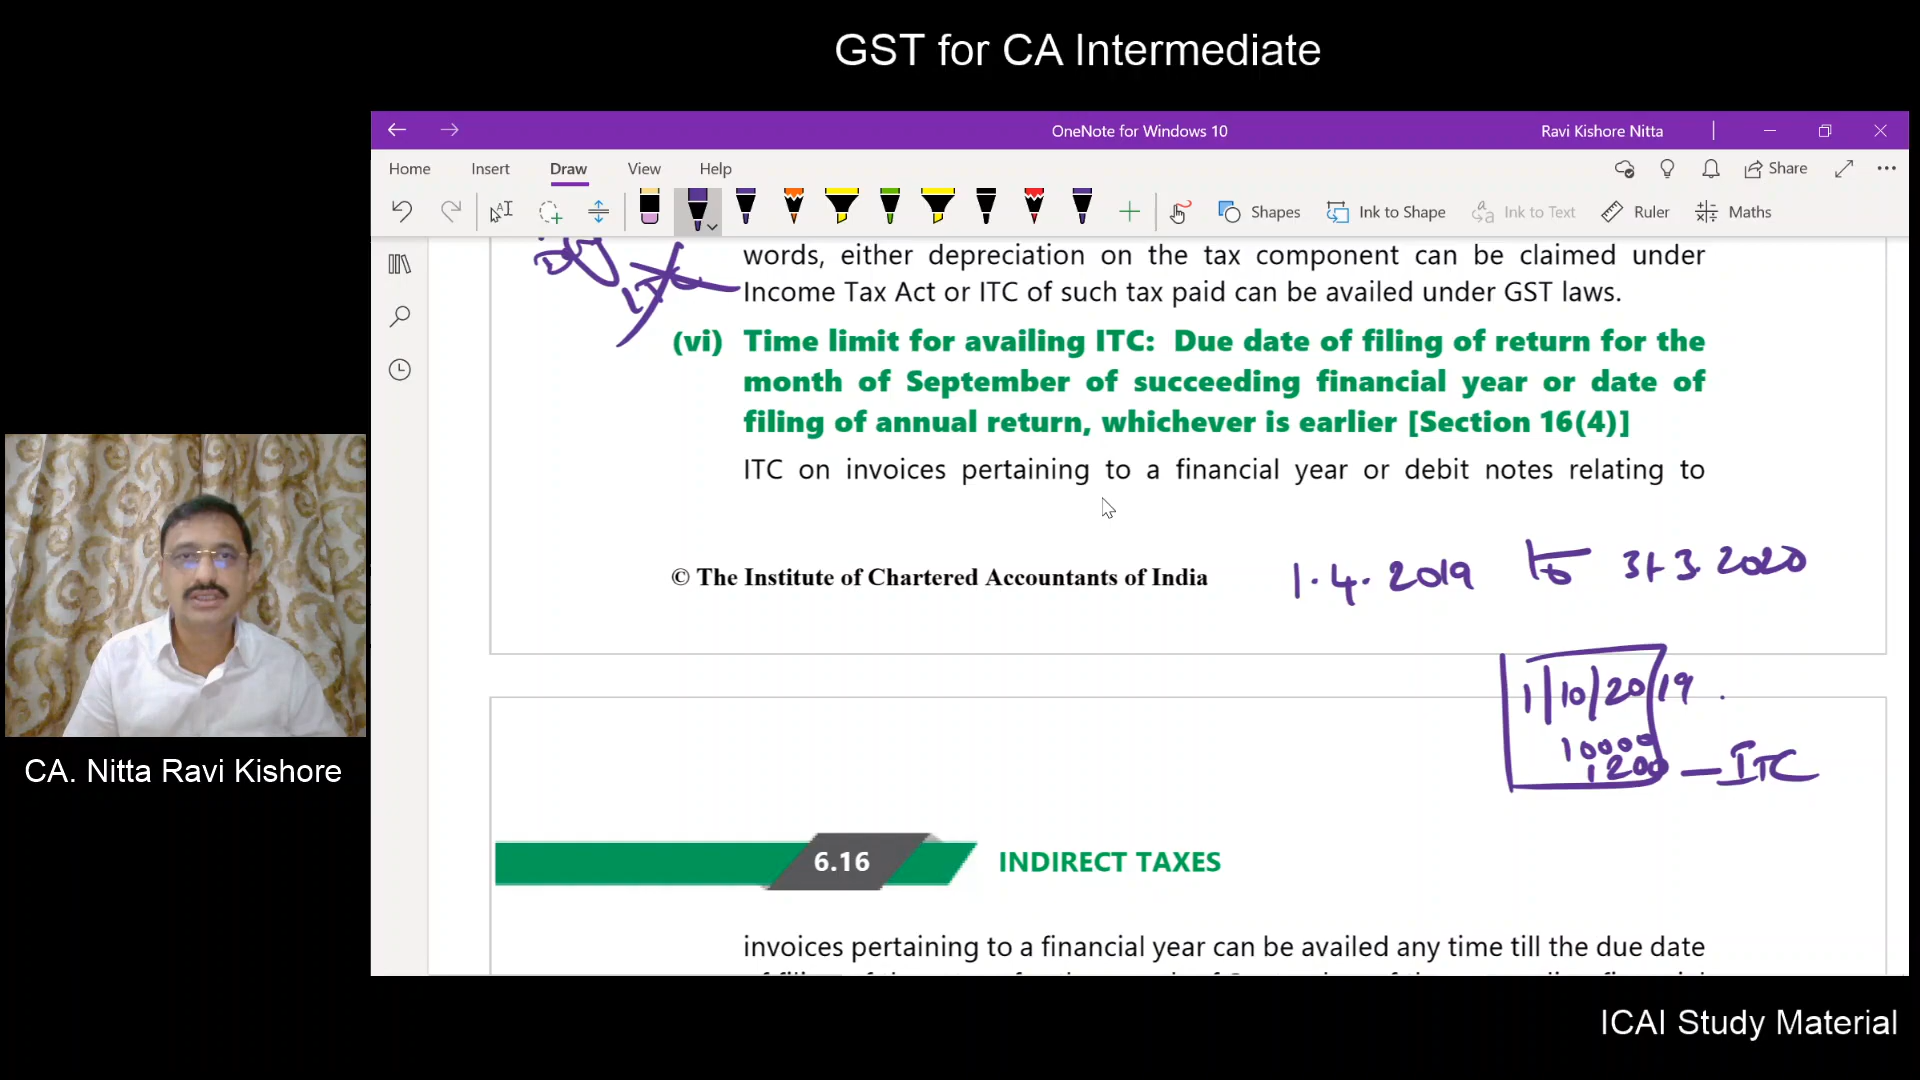 GST for CA Intermediate
OneNote for Windows 10
Ravi Kishore Nitta
Home Insert Draw View Help
Share
Shapes Ink to Shape Ink to Text Ruler Maths
words, either depreciation on the tax component can be claimed under
Income Tax Act or ITC of such tax paid can be availed under GST laws.
(vi) Time limit for availing ITC: Due date of filing of return for the
month of September of succeeding financial year or date of
filing of annual return, whichever is earlier [Section 16(4)]
ITC on invoices pertaining to a financial year or debit notes relating to
© The Institute of Chartered Accountants of India
1.4.2019 to 31.3.2020
1/10/2019
10000
1200 — ITC
6.16 INDIRECT TAXES
invoices pertaining to a financial year can be availed any time till the due date
CA. Nitta Ravi Kishore
ICAI Study Material